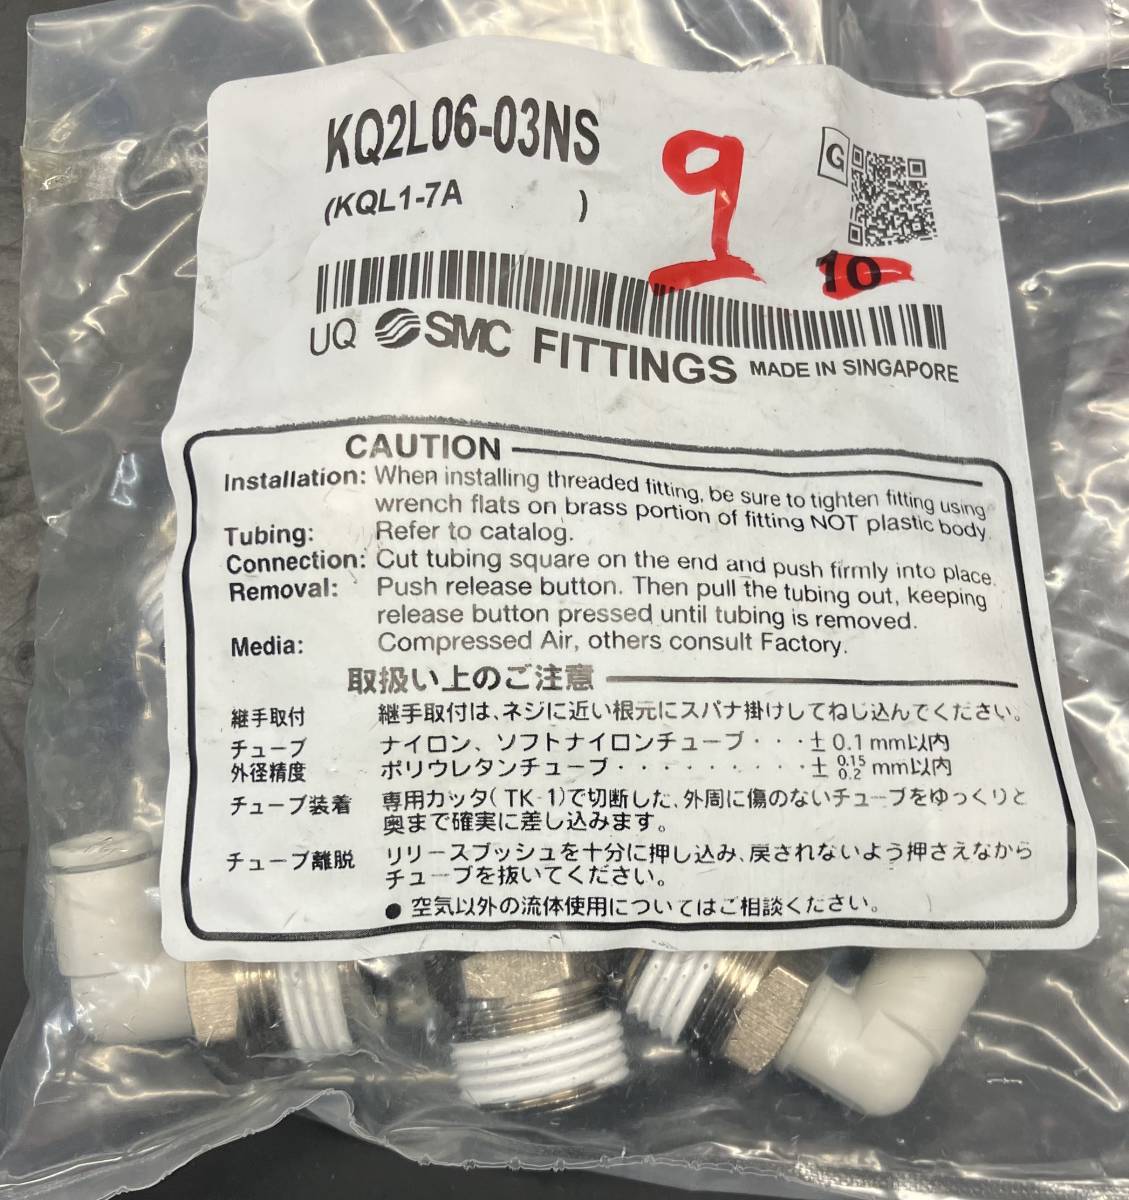 KQ2L06-03NS
(KQL1-7A )
9
G
10
UQ SMC FITTINGS MADE IN SINGAPORE
CAUTION
Installation: When installing threaded fitting, be sure to tighten fitting using
wrench flats on brass portion of fitting NOT plastic body.
Tubing: Refer to catalog.
Connection: Cut tubing square on the end and push firmly into place.
Removal: Push release button. Then pull the tubing out, keeping
release button pressed until tubing is removed.
Media: Compressed Air, others consult Factory.
取扱い上のご注意
継手取付 継手取付は、ネジに近い根元にスパナ掛けしてねじ込んでください。
チューブ ナイロン、ソフトナイロンチューブ・・・± 0.1 mm以内
外径精度 ポリウレタンチューブ・・・・・・・・・・± 0.15 0.2 mm以内
チューブ装着 専用カッタ(TK-1)で切断した、外周に傷のないチューブをゆっくりと
奥まで確実に差し込みます。
チューブ離脱 リリースブッシュを十分に押し込み、戻されないよう押さえながら
チューブを抜いてください。
● 空気以外の流体使用についてはご相談ください。